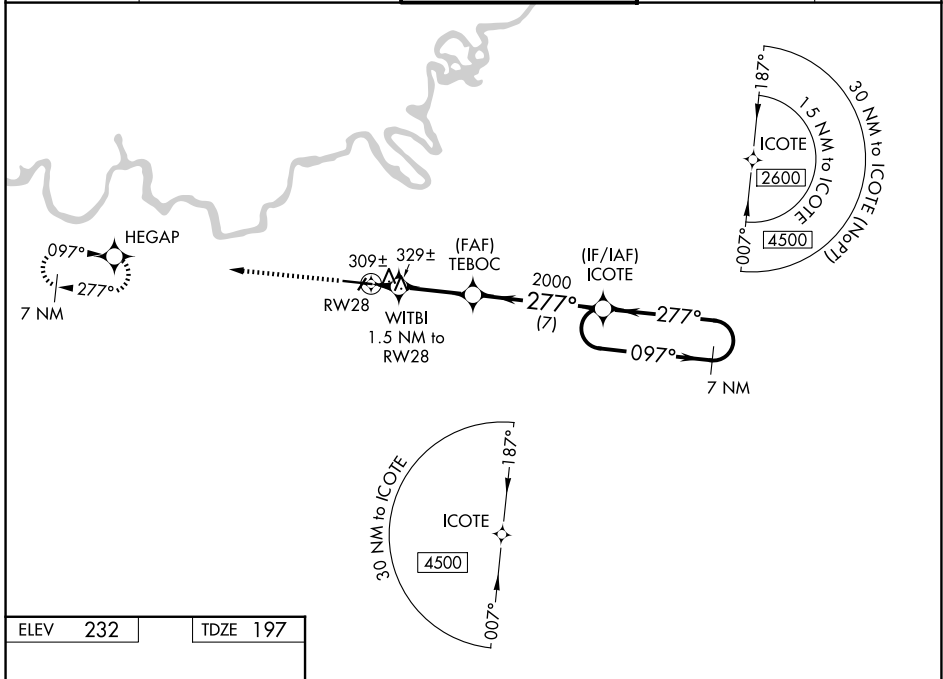 187°
30 NM to ICOTE (NoPT)
15 NM to ICOTE
ICOTE
2600
4500
007°
HEGAP
097°
277°
7 NM
309±
329±
RW28
WITBI
1.5 NM to
RW28
(FAF)
TEBOC
2000
277°
(7)
(IF/IAF)
ICOTE
277°
097°
7 NM
30 NM to ICOTE
187°
ICOTE
4500
007°
ELEV 232
TDZE 197